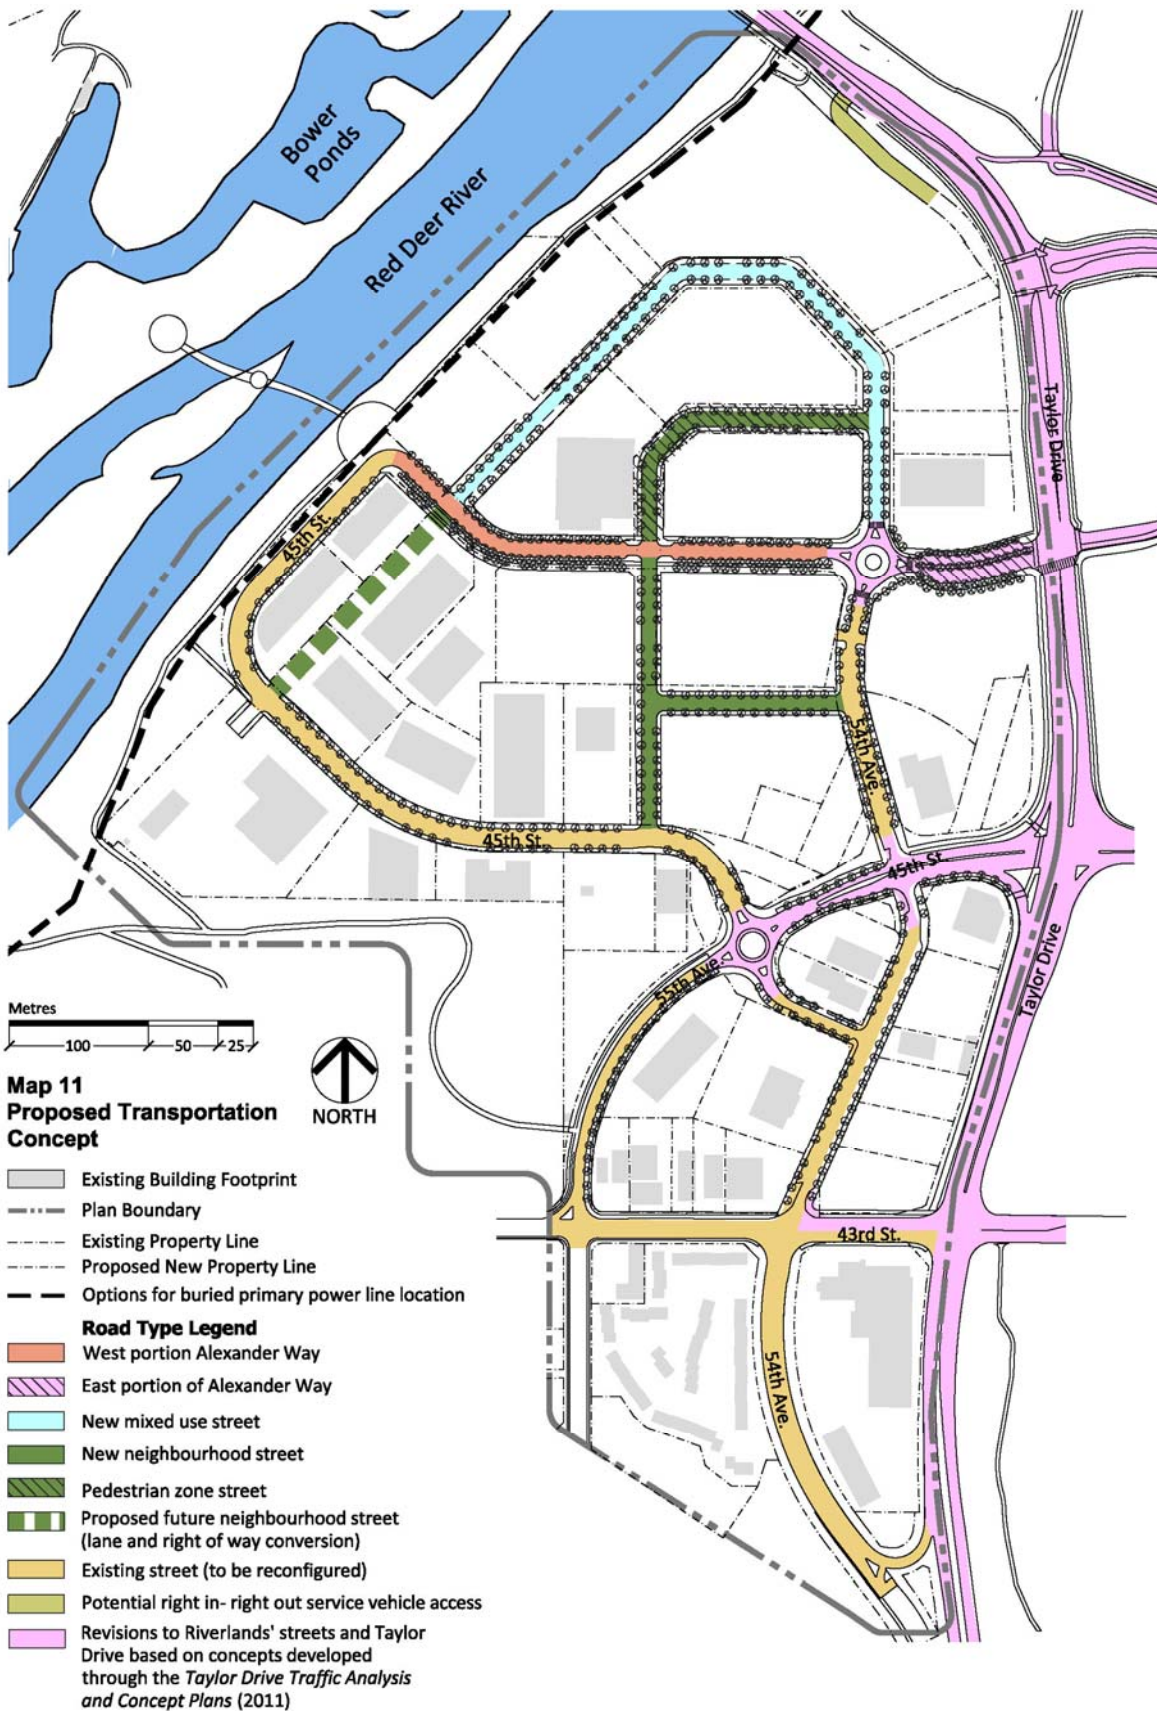 Bower
Ponds
Red Deer River
Taylor Drive
45th St.
54th Ave.
45th St.
45th St.
55th Ave.
Taylor Drive
43rd St.
54th Ave.
Metres
100
50
25
NORTH
Map 11
Proposed Transportation
Concept
Existing Building Footprint
Plan Boundary
Existing Property Line
Proposed New Property Line
Options for buried primary power line location
Road Type Legend
West portion Alexander Way
East portion of Alexander Way
New mixed use street
New neighbourhood street
Pedestrian zone street
Proposed future neighbourhood street
(lane and right of way conversion)
Existing street (to be reconfigured)
Potential right in- right out service vehicle access
Revisions to Riverlands' streets and Taylor
Drive based on concepts developed
through the Taylor Drive Traffic Analysis
and Concept Plans (2011)